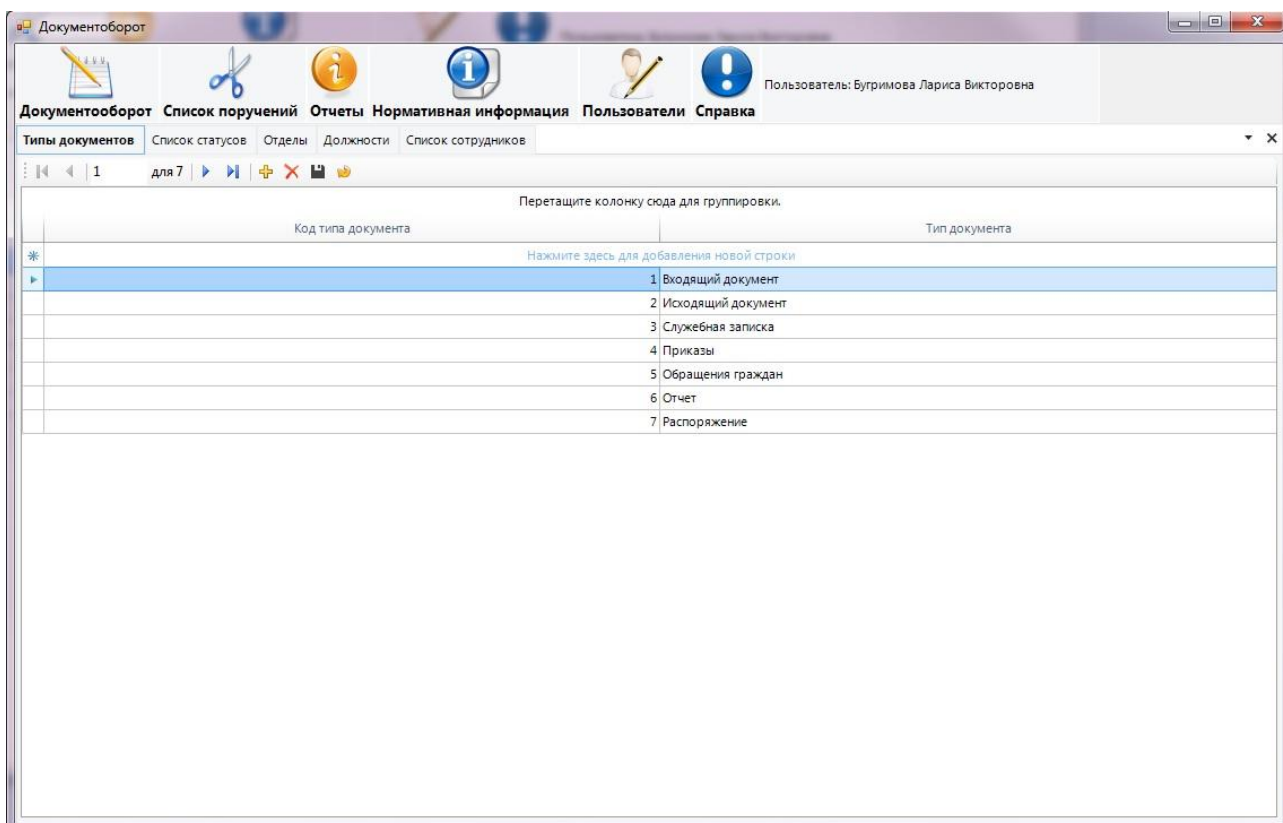 Документоборот
Документооборот Список поручений Отчеты Нормативная информация Пользователи Справка
Пользователь: Бугримова Лариса Викторовна
Типы документов Список статусов Отделы Должности Список сотрудников
1 для 7
Перетащите колонку сюда для группировки.
Код типа документа Тип документа
Нажмите здесь для добавления новой строки
1 Входящий документ
2 Исходящий документ
3 Служебная записка
4 Приказы
5 Обращения граждан
6 Отчет
7 Распоряжение